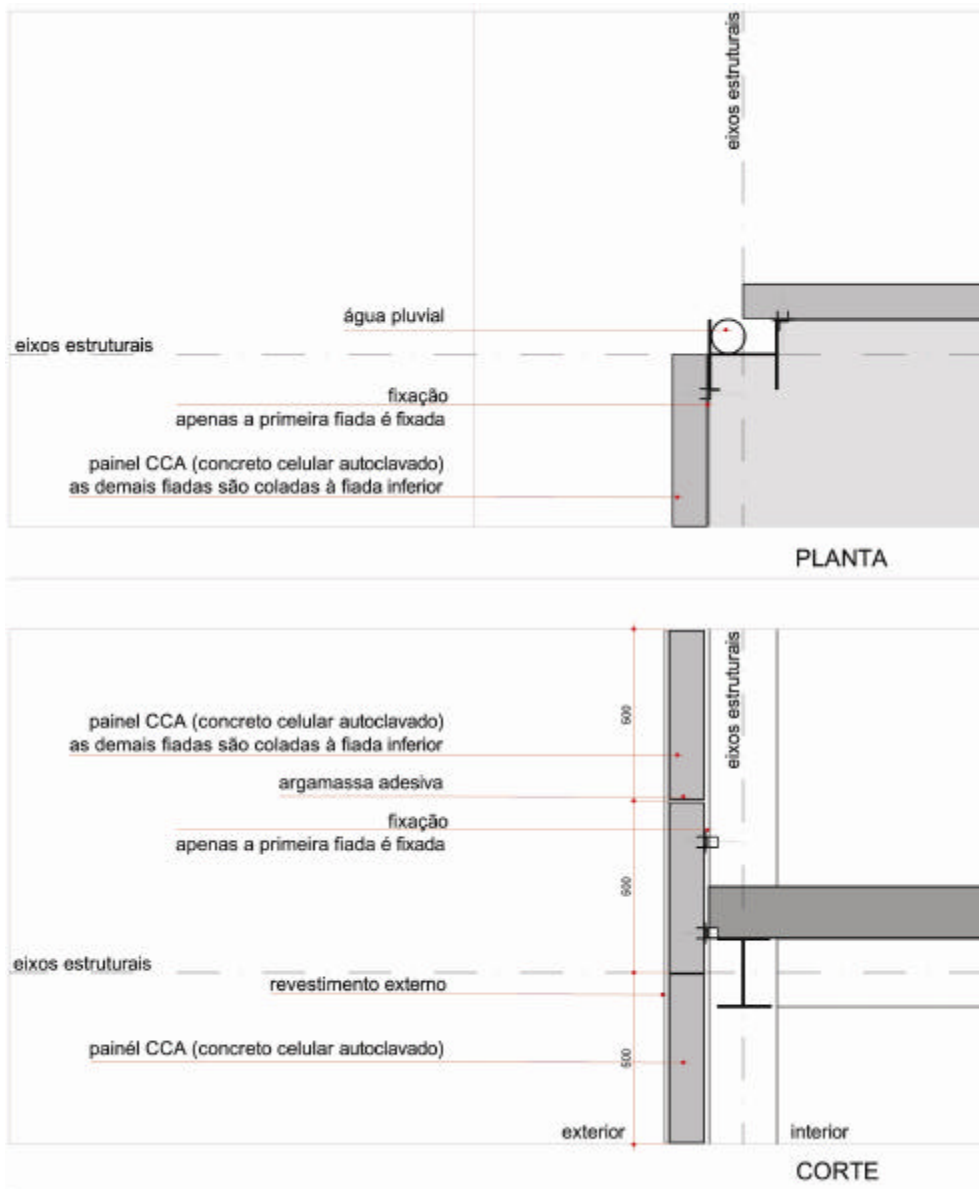 eixos estruturais
água pluvial
eixos estruturais
fixação
apenas a primeira fiada é fixada
painel CCA (concreto celular autoclavado)
as demais fiadas são coladas à fiada inferior
PLANTA
eixos estruturais
600
painel CCA (concreto celular autoclavado)
as demais fiadas são coladas à fiada inferior
argamassa adesiva
fixação
apenas a primeira fiada é fixada
600
eixos estruturais
revestimento externo
painél CCA (concreto celular autoclavado)
600
exterior
interior
CORTE